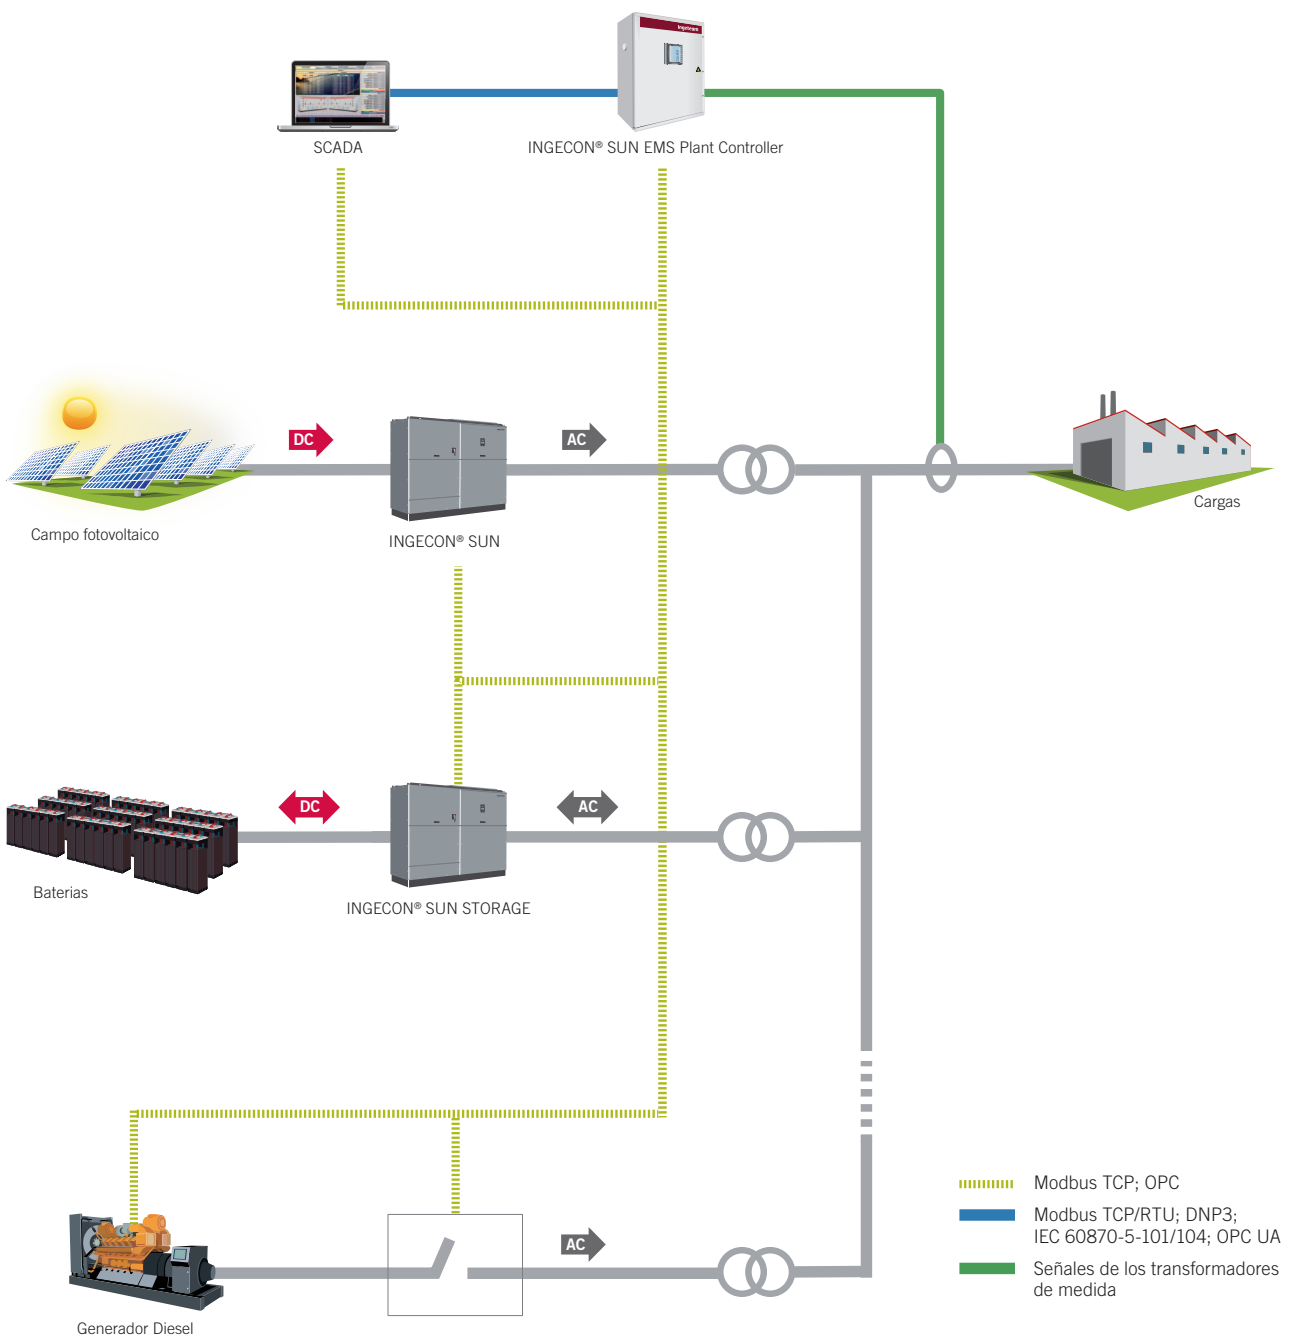 Ingeteam
SCADA
INGECON® SUN EMS Plant Controller
DC
AC
Campo fotovoltaico
INGECON® SUN
Cargas
DC
AC
Baterias
INGECON® SUN STORAGE
Modbus TCP; OPC
Modbus TCP/RTU; DNP3;
IEC 60870-5-101/104; OPC UA
Señales de los transformadores
de medida
AC
Generador Diesel